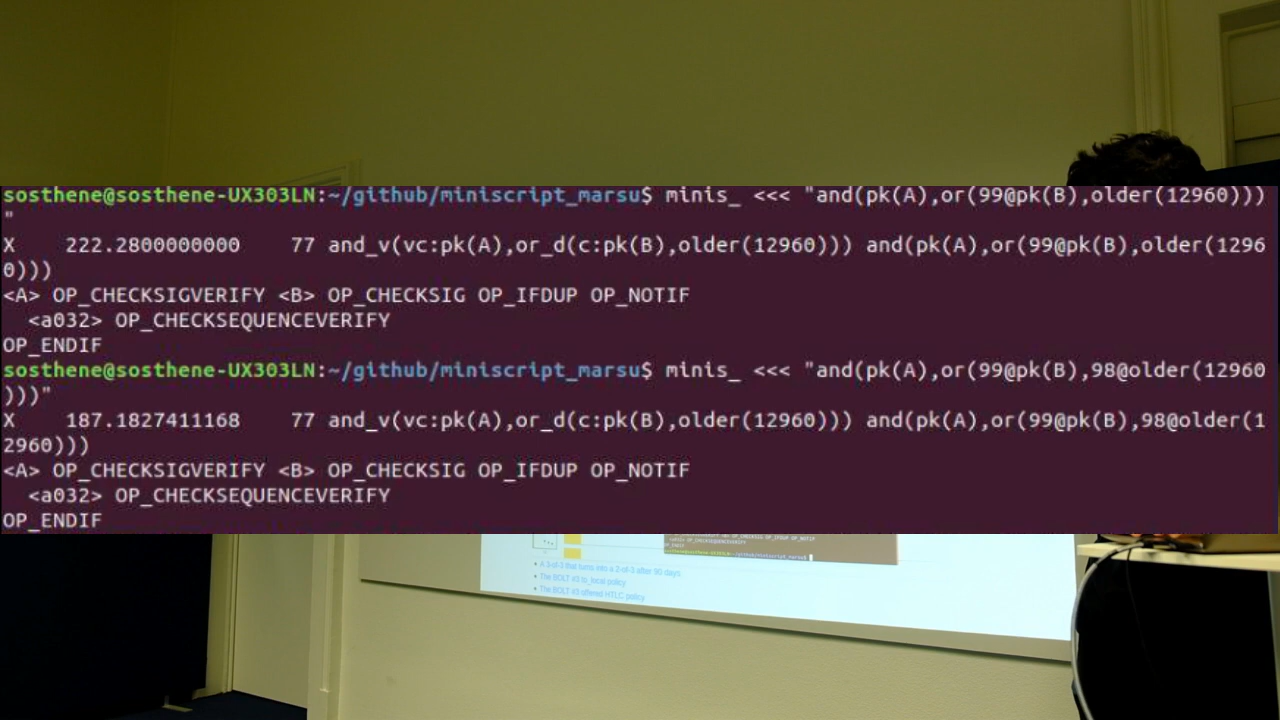 sosthene@sosthene-UX303LN:~/github/miniscript_marsu$ minis_ <<< "and(pk(A),or(99@pk(B),older(12960)))
"
X    222.2800000000    77 and_v(vc:pk(A),or_d(c:pk(B),older(12960))) and(pk(A),or(99@pk(B),older(1296
0)))
<A> OP_CHECKSIGVERIFY <B> OP_CHECKSIG OP_IFDUP OP_NOTIF
  <a032> OP_CHECKSEQUENCEVERIFY
OP_ENDIF
sosthene@sosthene-UX303LN:~/github/miniscript_marsu$ minis_ <<< "and(pk(A),or(99@pk(B),98@older(12960
)))"
X    187.1827411168    77 and_v(vc:pk(A),or_d(c:pk(B),older(12960))) and(pk(A),or(99@pk(B),98@older(1
2960)))
<A> OP_CHECKSIGVERIFY <B> OP_CHECKSIG OP_IFDUP OP_NOTIF
  <a032> OP_CHECKSEQUENCEVERIFY
OP_ENDIF
• A 3-of-3 that turns into a 2-of-3 after 90 days
• The BOLT #3 to_local policy
• The BOLT #3 offered HTLC policy